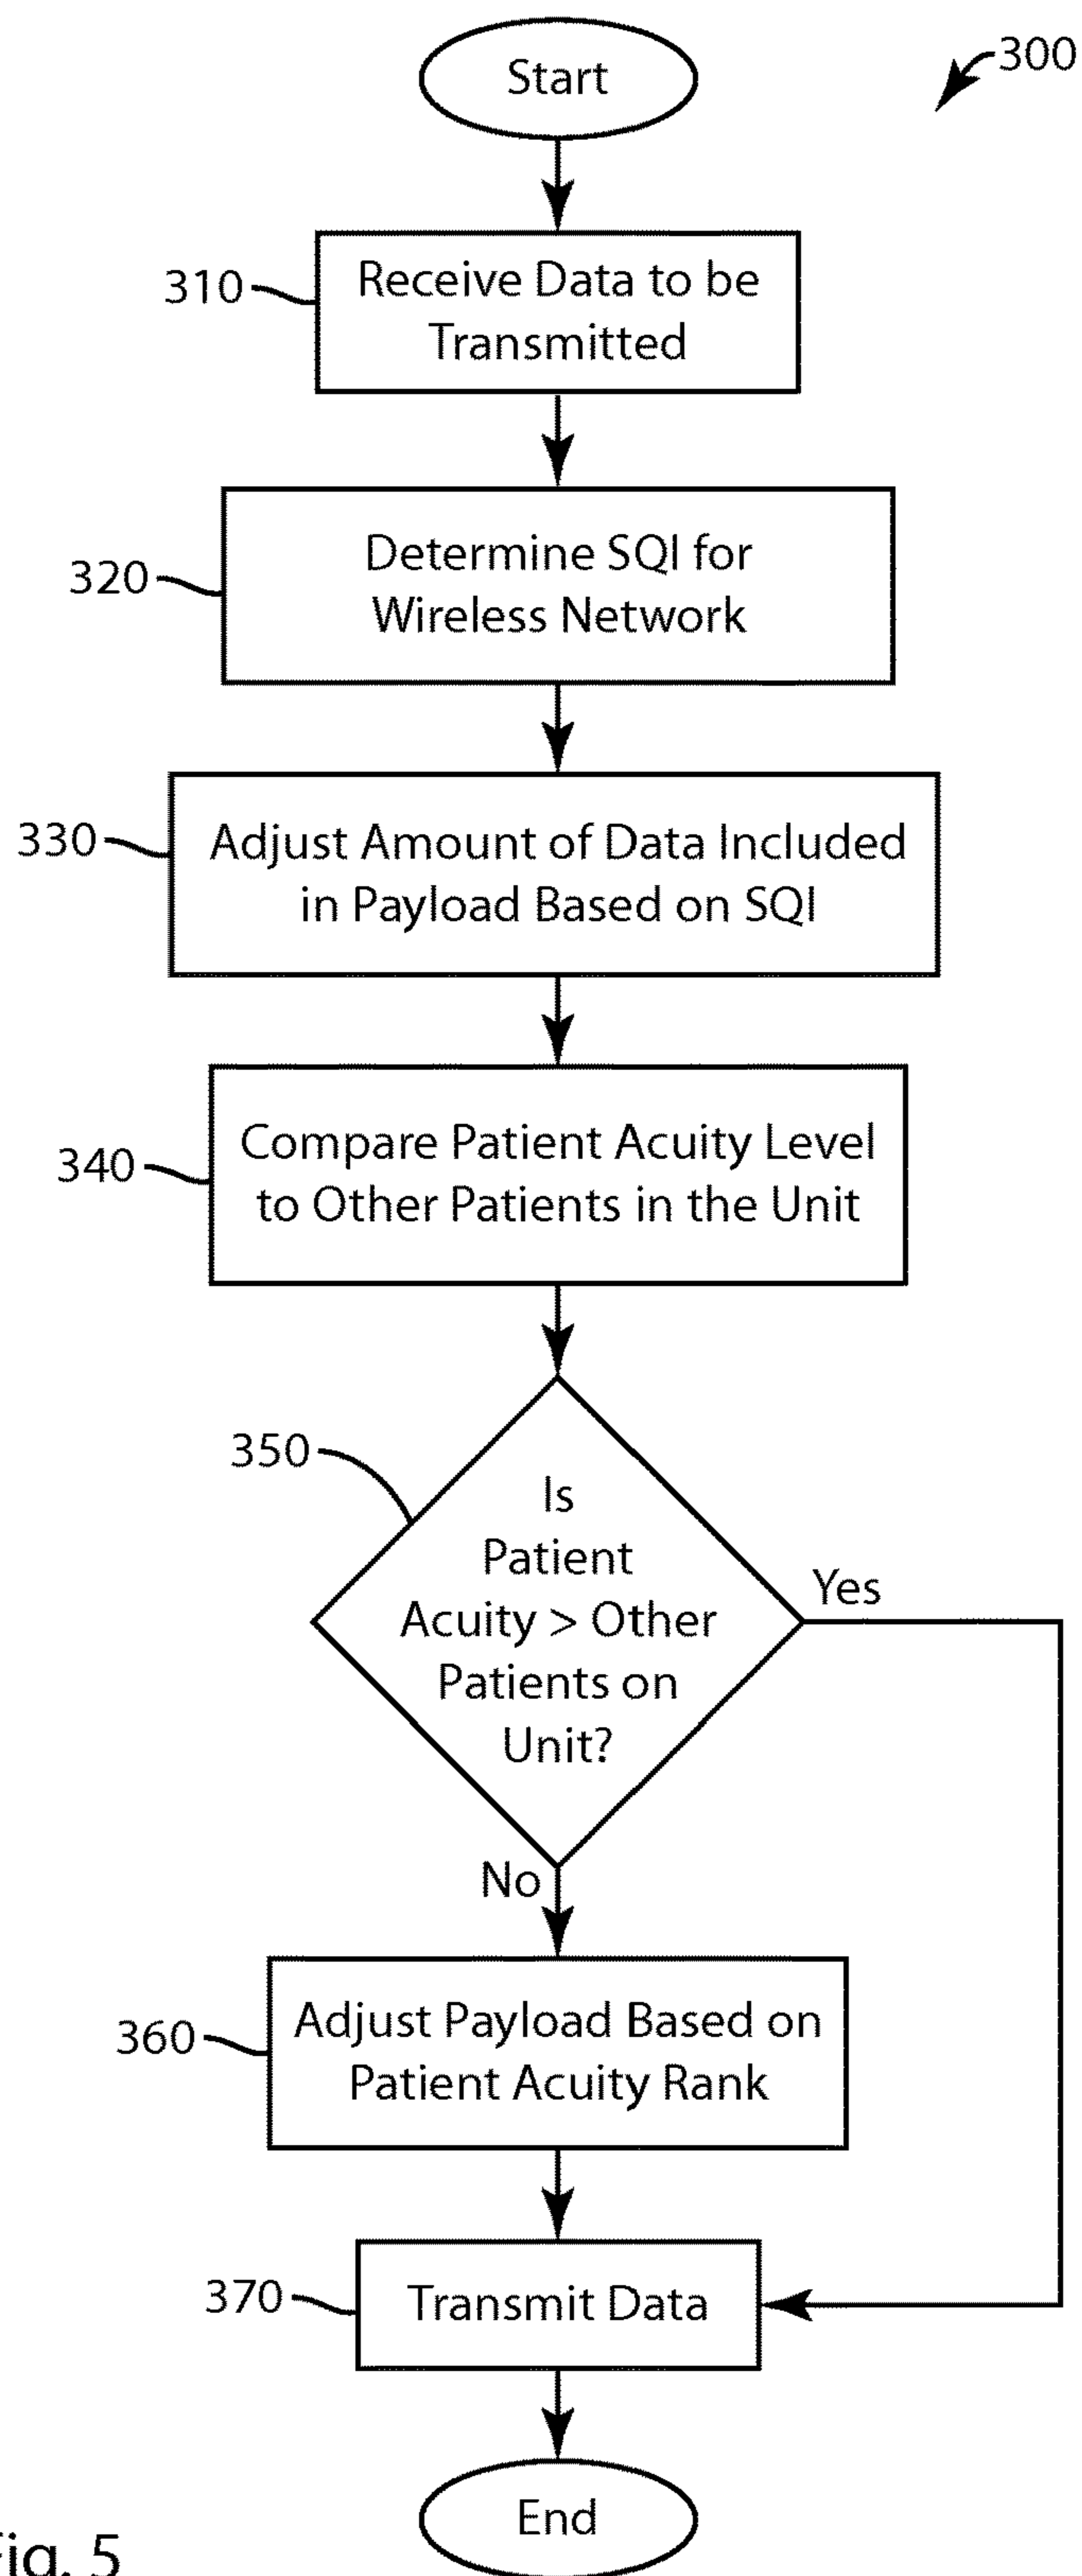 Start
300
310
Receive Data to be
Transmitted
320
Determine SQI for
Wireless Network
330
Adjust Amount of Data Included
in Payload Based on SQI
340
Compare Patient Acuity Level
to Other Patients in the Unit
350
Is
Patient
Acuity > Other
Patients on
Unit?
Yes
No
360
Adjust Payload Based on
Patient Acuity Rank
370
Transmit Data
End
Fig. 5